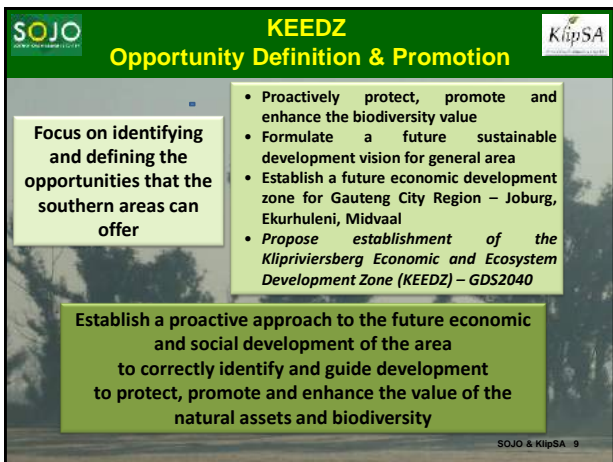 SOJO
KEEDZ
KlipSA
Opportunity Definition & Promotion
Focus on identifying
and defining the
opportunities that the
southern areas can
offer
• Proactively protect, promote and
enhance the biodiversity value
• Formulate a future sustainable
development vision for general area
• Establish a future economic development
zone for Gauteng City Region – Joburg,
Ekurhuleni, Midvaal
• Propose establishment of the
Klipriviersberg Economic and Ecosystem
Development Zone (KEEDZ) – GDS2040
Establish a proactive approach to the future economic
and social development of the area
to correctly identify and guide development
to protect, promote and enhance the value of the
natural assets and biodiversity
SOJO & KlipSA 9